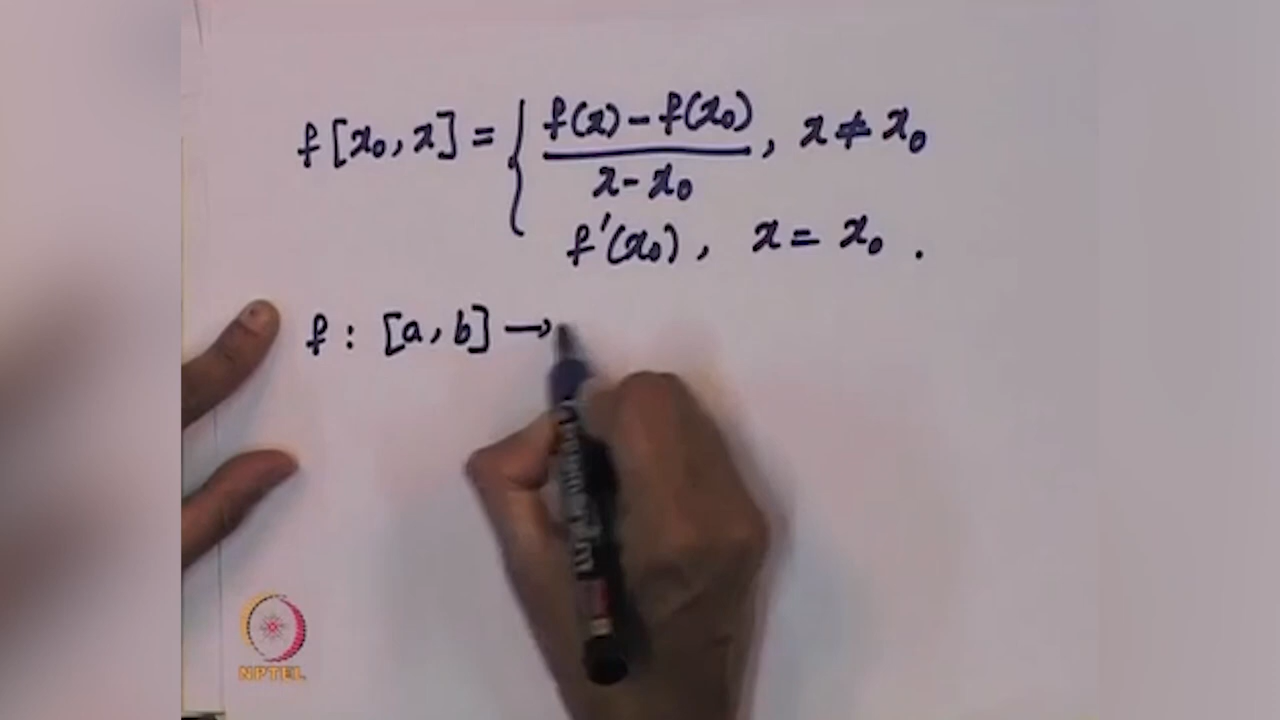 f[x₀, x] = { f(x) - f(x₀) / x - x₀, x ≠ x₀
f'(x₀), x = x₀ .
f : [a, b] →
NPTEL